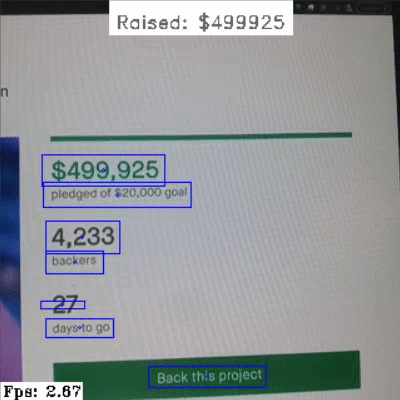 Raised: $499925
n
$499,925
pledged of $20,000 goal
4,233
backers
27
days to go
Back this project
Fps: 2.67